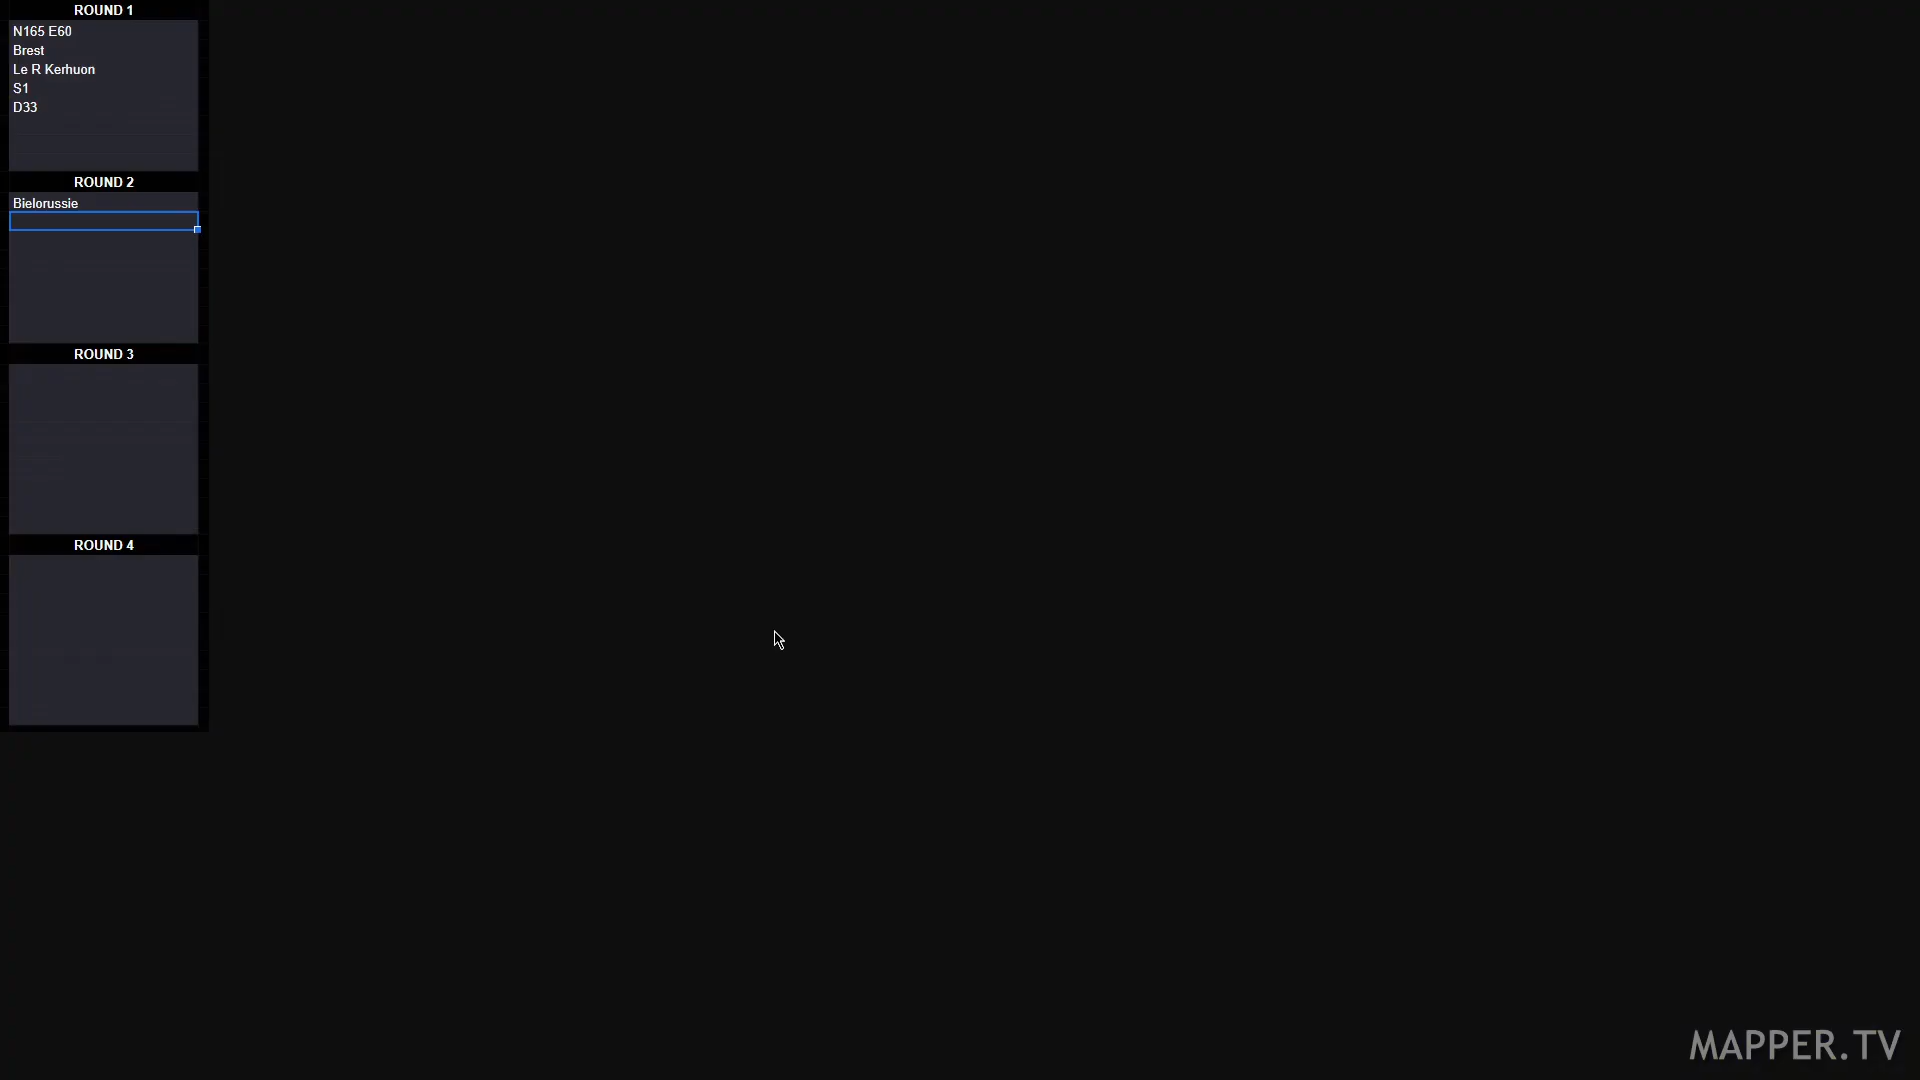 ROUND 1
N165 E60
Brest
Le R Kerhuon
S1
D33
ROUND 2
Bielorussie
ROUND 3
ROUND 4
MAPPER.TV